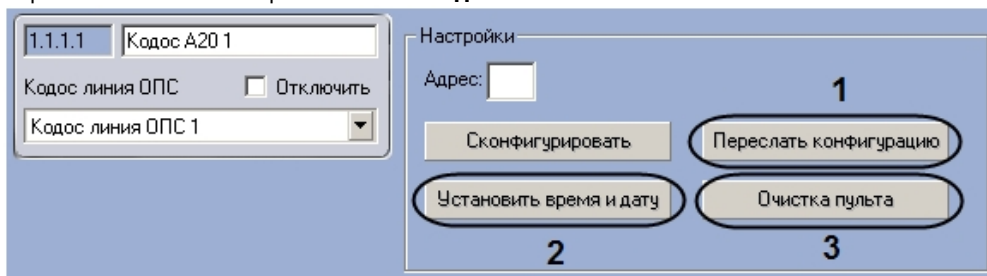 1.1.1.1 Кодос А20 1
Кодос линия ОПС Отключить
Кодос линия ОПС 1
Настройки
Адрес:
1
Сконфигурировать Переслать конфигурацию
Установить время и дату Очистка пульта
2 3